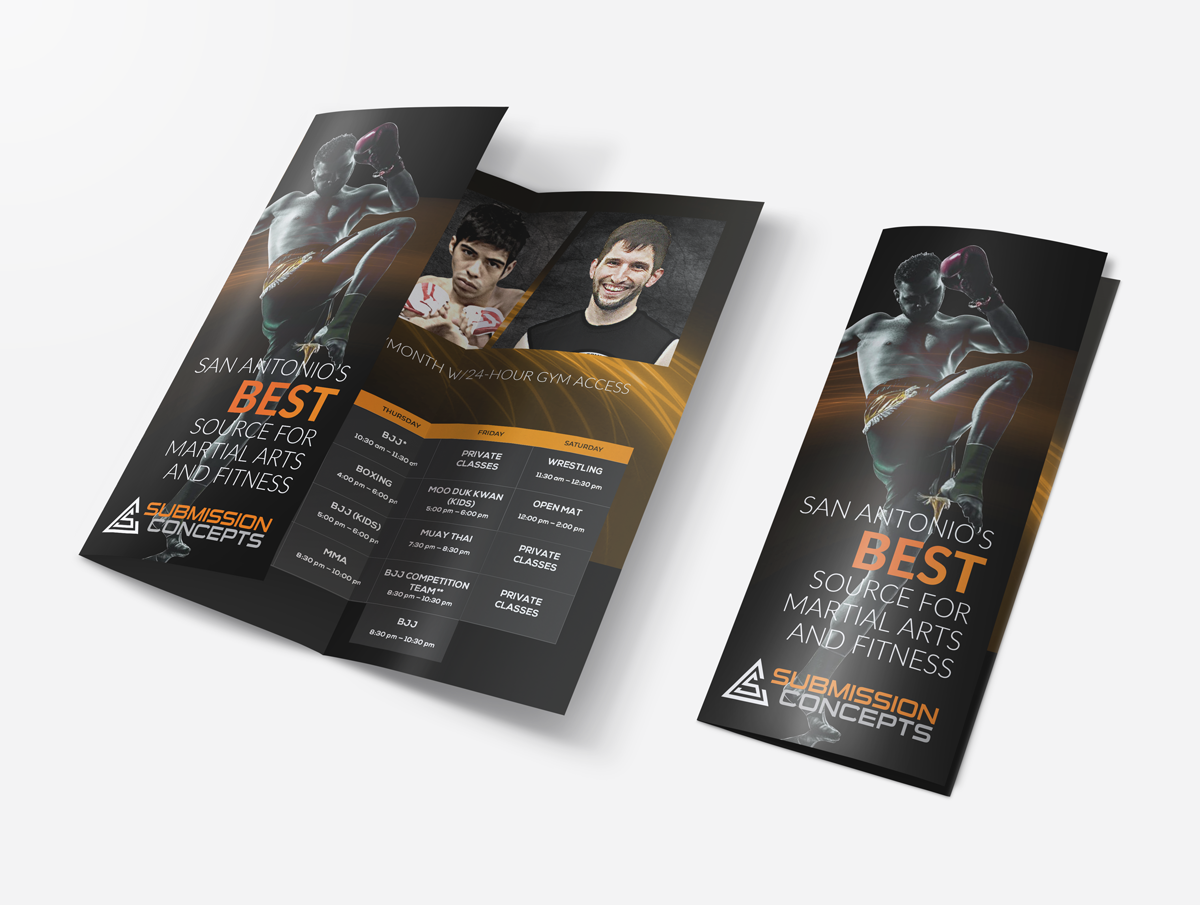 SAN ANTONIO'S
BEST
SOURCE FOR
MARTIAL ARTS
AND FITNESS
SUBMISSION
CONCEPTS
/MONTH W/24-HOUR GYM ACCESS
THURSDAY
FRIDAY
SATURDAY
BJJ*
10:30 am – 11:30 am
BOXING
4:00 pm – 6:00 pm
BJJ (KIDS)
5:00 pm – 6:00 pm
MMA
8:30 pm – 10:00 pm
PRIVATE
CLASSES
MOO DUK KWAN
(KIDS)
5:00 pm – 6:00 pm
MUAY THAI
7:30 pm – 8:30 pm
BJJ COMPETITION
TEAM**
8:30 pm – 10:30 pm
BJJ
8:30 pm – 10:30 pm
WRESTLING
11:30 am – 12:30 pm
OPEN MAT
12:00 pm – 2:00 pm
PRIVATE
CLASSES
PRIVATE
CLASSES
SAN ANTONIO'S
BEST
SOURCE FOR
MARTIAL ARTS
AND FITNESS
SUBMISSION
CONCEPTS